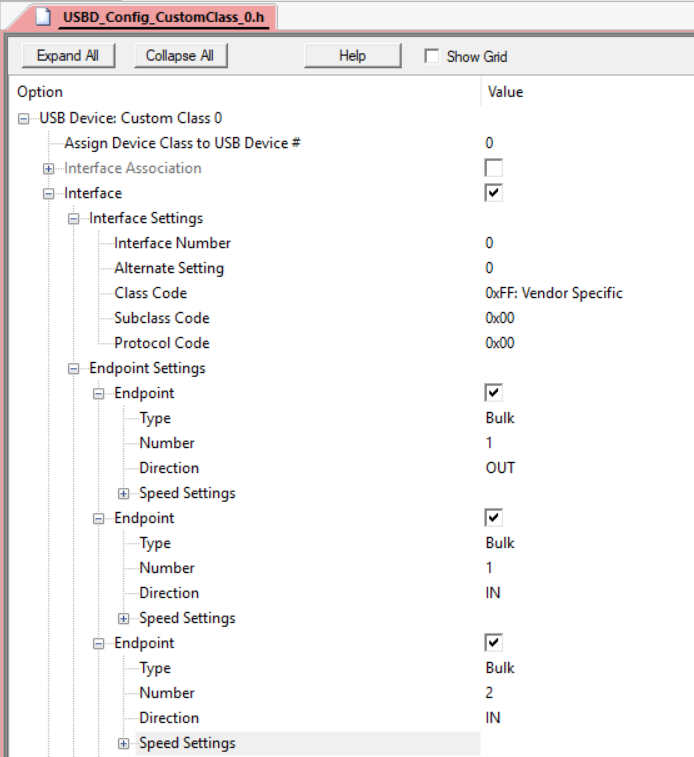 USBD_Config_CustomClass_0.h
Expand All Collapse All Help Show Grid
Option Value
USB Device: Custom Class 0
Assign Device Class to USB Device # 0
Interface Association
Interface
Interface Settings
Interface Number 0
Alternate Setting 0
Class Code 0xFF: Vendor Specific
Subclass Code 0x00
Protocol Code 0x00
Endpoint Settings
Endpoint
Type Bulk
Number 1
Direction OUT
Speed Settings
Endpoint
Type Bulk
Number 1
Direction IN
Speed Settings
Endpoint
Type Bulk
Number 2
Direction IN
Speed Settings